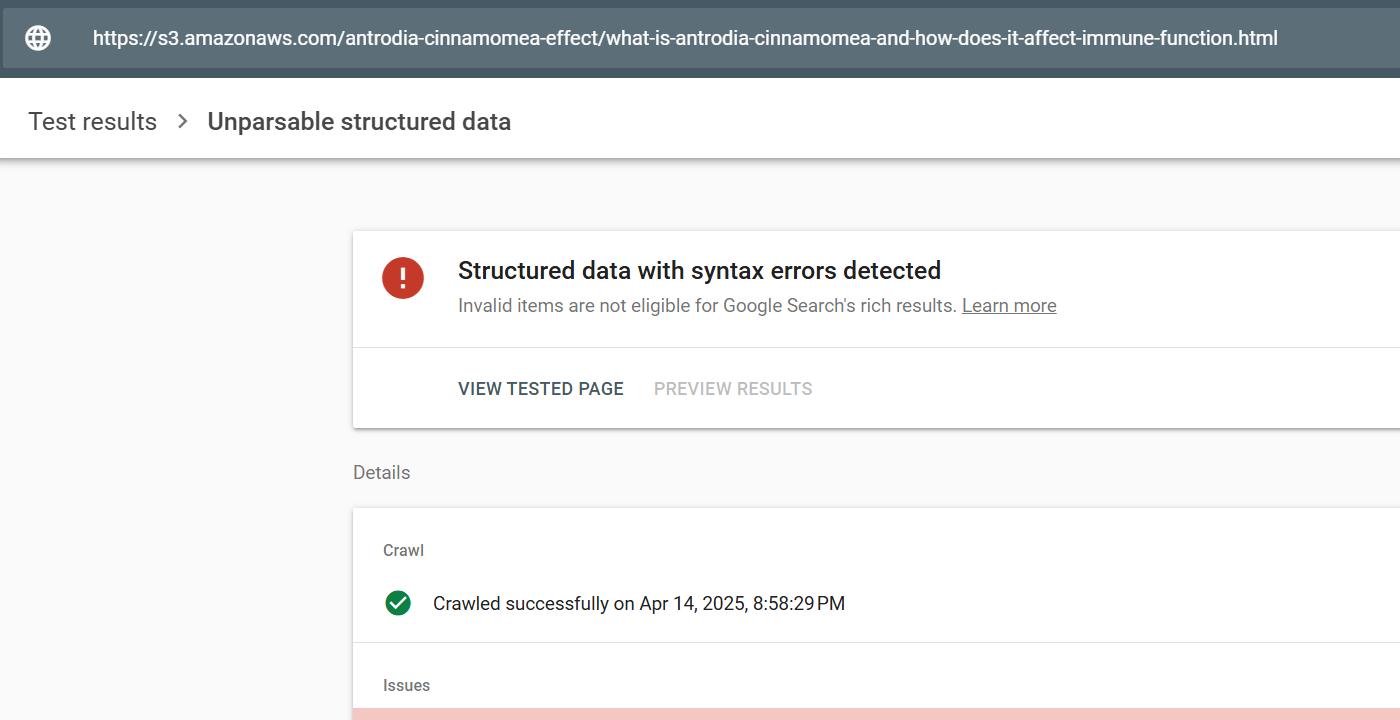 https://s3.amazonaws.com/antrodia-cinnamomea-effect/what-is-antrodia-cinnamomea-and-how-does-it-affect-immune-function.html
Test results > Unparsable structured data
Structured data with syntax errors detected
Invalid items are not eligible for Google Search's rich results. Learn more
VIEW TESTED PAGE PREVIEW RESULTS
Details
Crawl
Crawled successfully on Apr 14, 2025, 8:58:29 PM
Issues